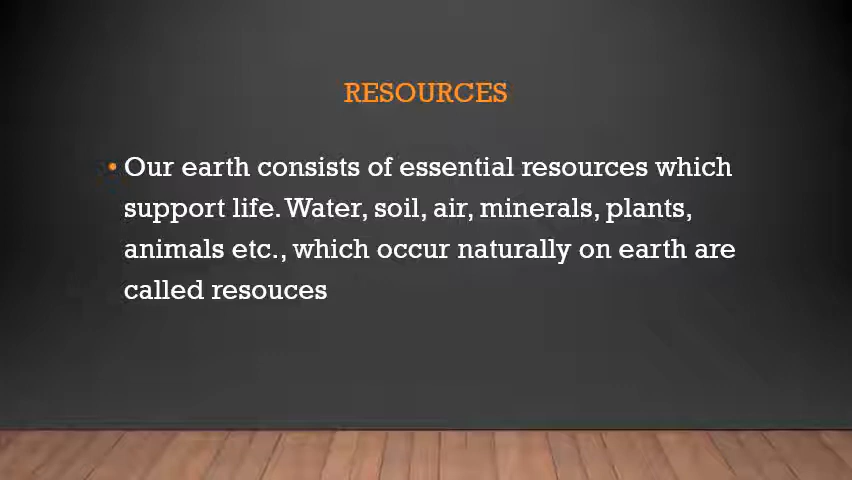 RESOURCES
• Our earth consists of essential resources which
support life. Water, soil, air, minerals, plants,
animals etc., which occur naturally on earth are
called resouces